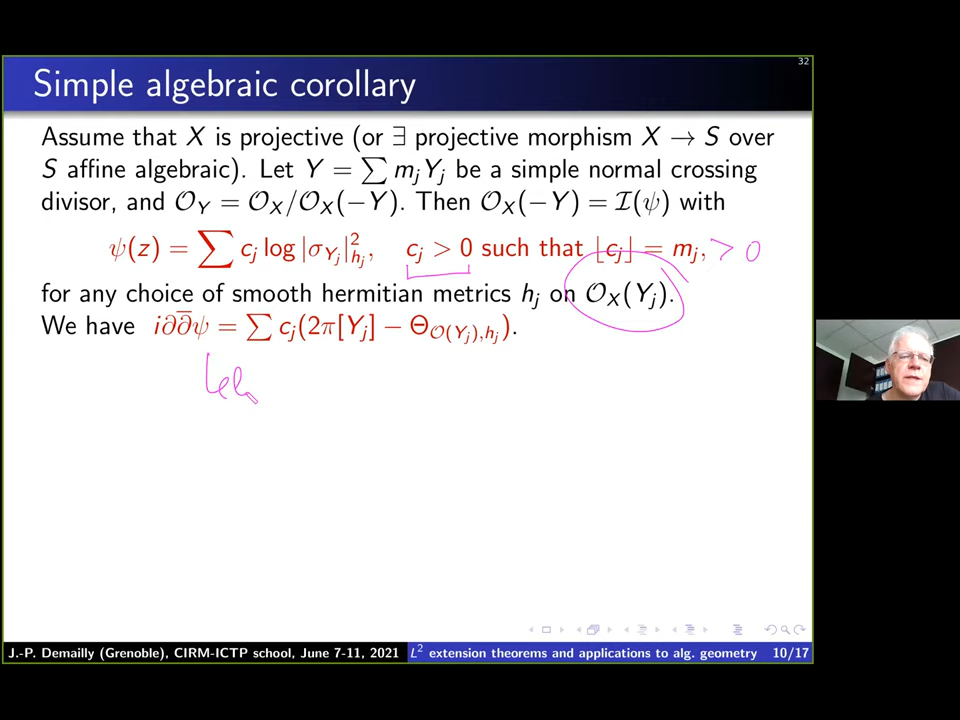 32
Simple algebraic corollary
Assume that X is projective (or ∃ projective morphism X → S over
S affine algebraic). Let Y = ∑ m_j Y_j be a simple normal crossing
divisor, and 𝒪_Y = 𝒪_X/𝒪_X(−Y). Then 𝒪_X(−Y) = ℐ(ψ) with
ψ(z) = ∑ c_j log |σ_{Y_j}|²_{h_j}, c_j > 0 such that ⌊c_j⌋ = m_j, > 0
for any choice of smooth hermitian metrics h_j on 𝒪_X(Y_j).
We have i∂∂̅ψ = ∑ c_j(2π[Y_j] − Θ_{𝒪(Y_j),h_j}).
J.-P. Demailly (Grenoble), CIRM-ICTP school, June 7-11, 2021 L² extension theorems and applications to alg. geometry 10/17